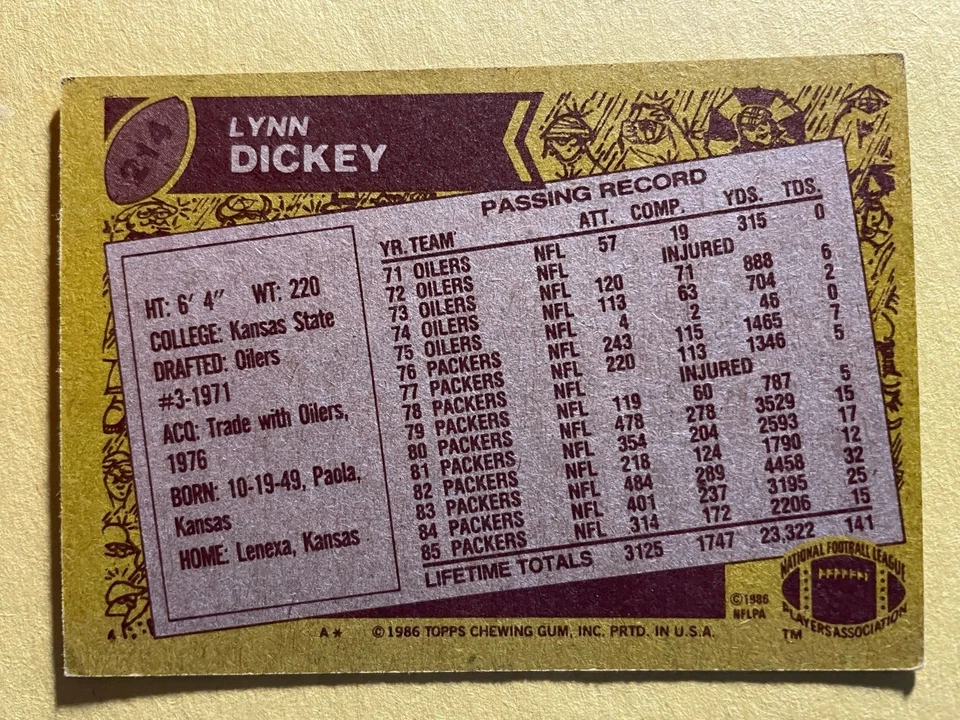 214
LYNN
DICKEY
HT: 6' 4" WT: 220
COLLEGE: Kansas State
DRAFTED: Oilers
#3-1971
ACQ: Trade with Oilers,
1976
BORN: 10-19-49, Paola,
Kansas
HOME: Lenexa, Kansas
PASSING RECORD
YR. TEAM ATT. COMP. YDS. TDS.
71 OILERS NFL 57 19 315 0
72 OILERS NFL INJURED
73 OILERS NFL 120 71 888 6
74 OILERS NFL 113 63 704 2
75 OILERS NFL 4 2 46 0
76 PACKERS NFL 243 115 1465 7
77 PACKERS NFL 220 113 1346 5
78 PACKERS NFL INJURED
79 PACKERS NFL 119 60 787 5
80 PACKERS NFL 478 278 3529 15
81 PACKERS NFL 354 204 2593 17
82 PACKERS NFL 218 124 1790 12
83 PACKERS NFL 484 289 4458 32
84 PACKERS NFL 401 237 3195 25
85 PACKERS NFL 314 172 2206 15
LIFETIME TOTALS 3125 1747 23,322 141
©1986
NFLPA
NATIONAL FOOTBALL LEAGUE
PLAYERS ASSOCIATION
TM
A* ©1986 TOPPS CHEWING GUM, INC. PRTD. IN U.S.A.